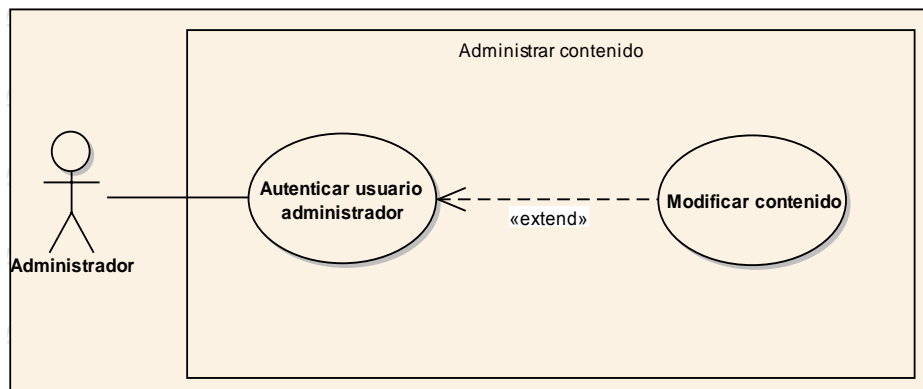 Administrar contenido
Autenticar usuario
administrador
«extend»
Modificar contenido
Administrador